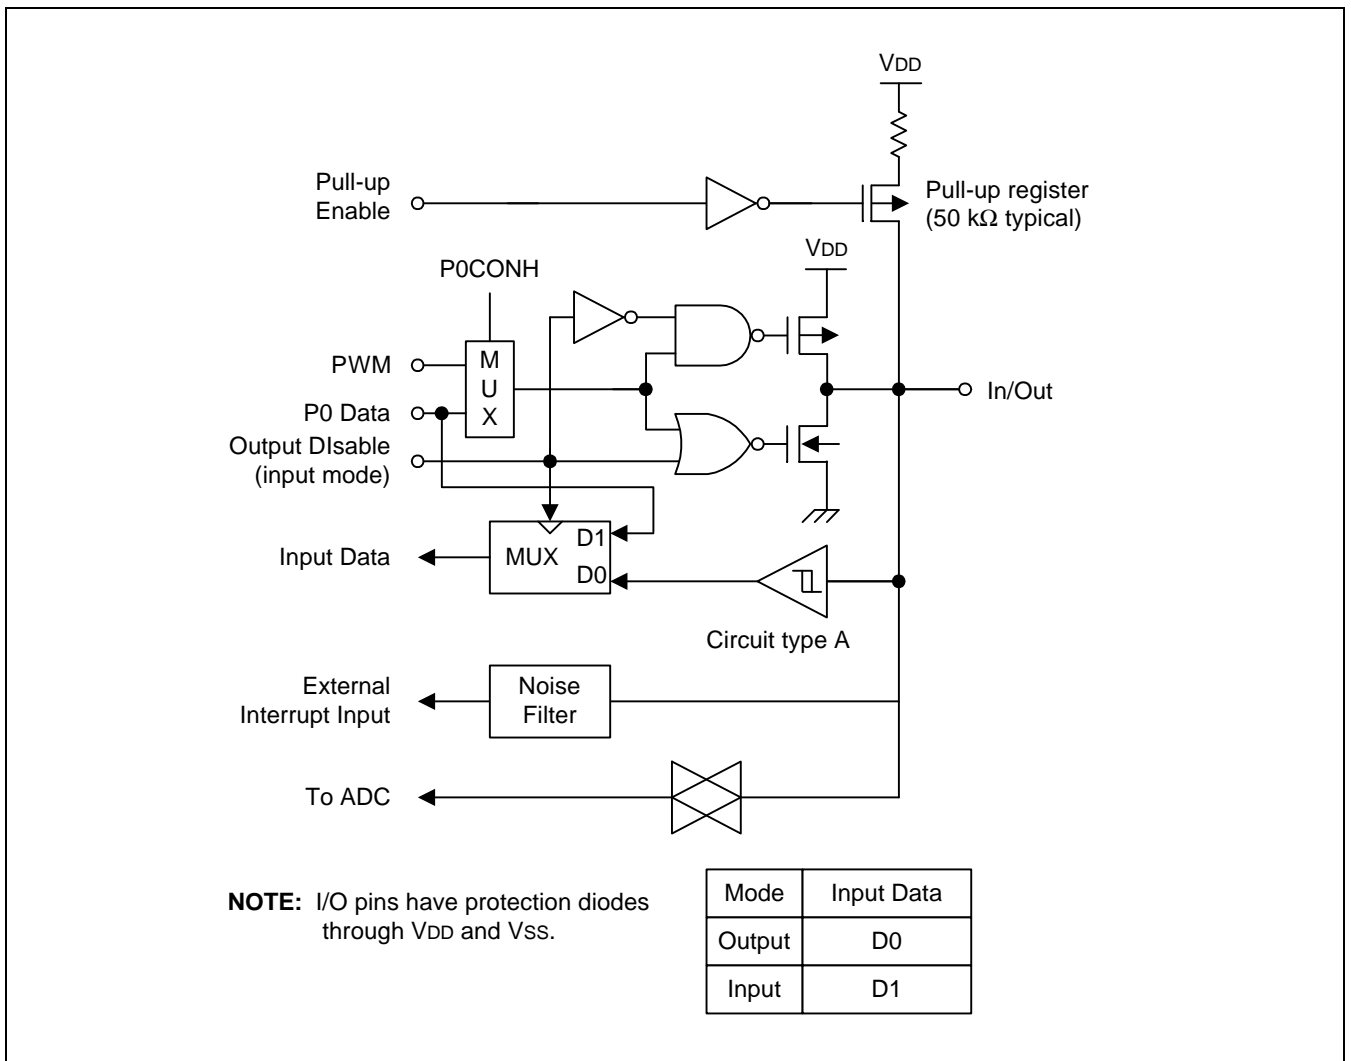 VDD
Pull-up
Enable
Pull-up register
(50 kΩ typical)
VDD
P0CONH
PWM
M
U
X
P0 Data
In/Out
Output DIsable
(input mode)
Input Data
MUX
D1
D0
Circuit type A
External
Interrupt Input
Noise
Filter
To ADC
NOTE: I/O pins have protection diodes
through VDD and VSS.
Mode Input Data
Output D0
Input D1